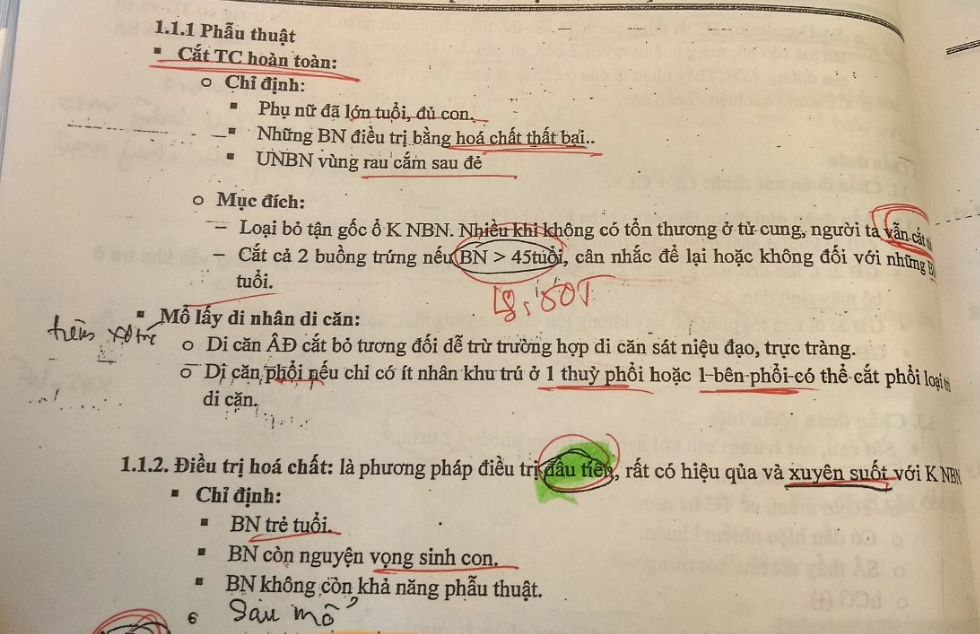 1.1.1 Phẫu thuật
▪ Cắt TC hoàn toàn:
o Chỉ định:
▪ Phụ nữ đã lớn tuổi, đủ con.
▪ Những BN điều trị bằng hoá chất thất bại..
▪ UNBN vùng rau cắm sau đẻ
o Mục đích:
– Loại bỏ tận gốc ổ K NBN. Nhiều khi không có tổn thương ở tử cung, người ta vẫn cắt
– Cắt cả 2 buồng trứng nếu BN > 45tuổi, cân nhắc để lại hoặc không đối với những
tuổi.
▪ Mổ lấy di nhân di căn:
o Di căn ÂĐ cắt bỏ tương đối dễ trừ trường hợp di căn sát niệu đạo, trực tràng.
o Di căn phổi nếu chỉ có ít nhân khu trú ở 1 thuỳ phổi hoặc 1 bên phổi có thể cắt phổi loại
di căn.
1.1.2. Điều trị hoá chất: là phương pháp điều trị đầu tiên, rất có hiệu qủa và xuyên suốt với K NBN
▪ Chỉ định:
▪ BN trẻ tuổi.
▪ BN còn nguyện vọng sinh con.
▪ BN không còn khả năng phẫu thuật.
6 Sau mổ